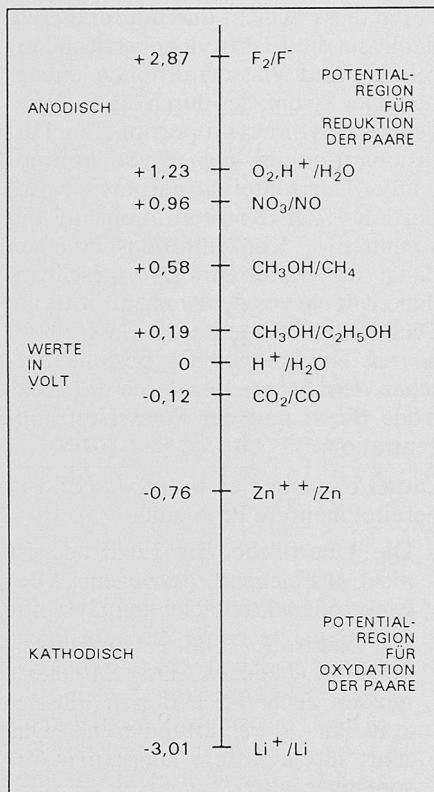 +2,87 F₂/F⁻
POTENTIAL-
REGION
FÜR
REDUKTION
DER PAARE
ANODISCH
+1,23 O₂,H⁺/H₂O
+0,96 NO₃/NO
+0,58 CH₃OH/CH₄
+0,19 CH₃OH/C₂H₅OH
WERTE
IN
VOLT
0 H⁺/H₂O
-0,12 CO₂/CO
-0,76 Zn⁺⁺/Zn
POTENTIAL-
REGION
FÜR
OXYDATION
DER PAARE
KATHODISCH
-3,01 Li⁺/Li